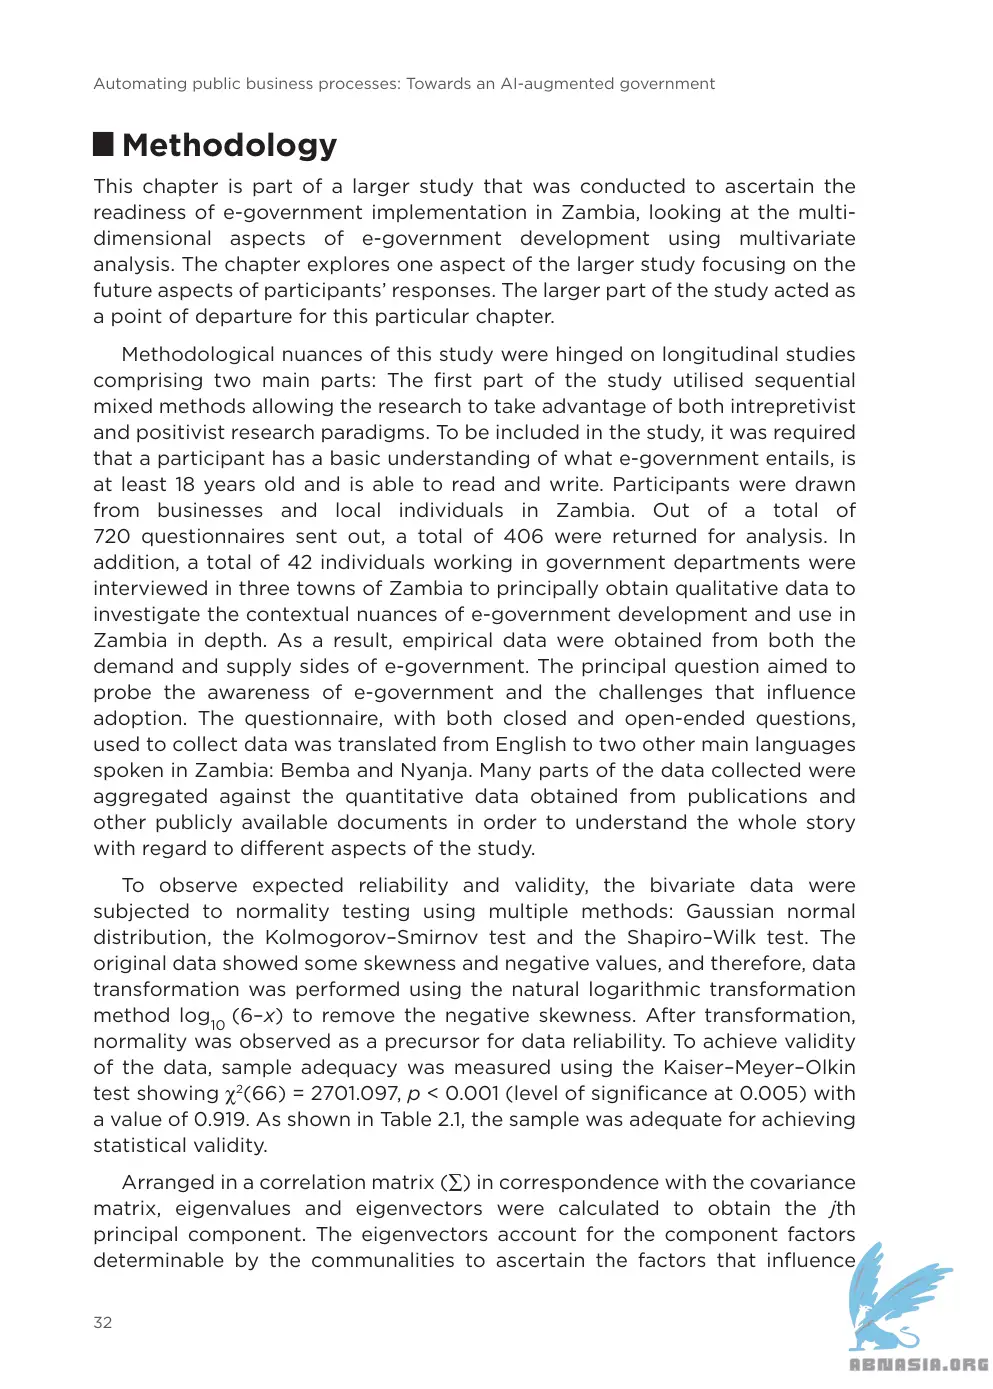 Automating public business processes: Towards an AI-augmented government
Methodology
This chapter is part of a larger study that was conducted to ascertain the
readiness of e-government implementation in Zambia, looking at the multi-
dimensional aspects of e-government development using multivariate
analysis. The chapter explores one aspect of the larger study focusing on the
future aspects of participants’ responses. The larger part of the study acted as
a point of departure for this particular chapter.
Methodological nuances of this study were hinged on longitudinal studies
comprising two main parts: The first part of the study utilised sequential
mixed methods allowing the research to take advantage of both intrepretivist
and positivist research paradigms. To be included in the study, it was required
that a participant has a basic understanding of what e-government entails, is
at least 18 years old and is able to read and write. Participants were drawn
from businesses and local individuals in Zambia. Out of a total of
720 questionnaires sent out, a total of 406 were returned for analysis. In
addition, a total of 42 individuals working in government departments were
interviewed in three towns of Zambia to principally obtain qualitative data to
investigate the contextual nuances of e-government development and use in
Zambia in depth. As a result, empirical data were obtained from both the
demand and supply sides of e-government. The principal question aimed to
probe the awareness of e-government and the challenges that influence
adoption. The questionnaire, with both closed and open-ended questions,
used to collect data was translated from English to two other main languages
spoken in Zambia: Bemba and Nyanja. Many parts of the data collected were
aggregated against the quantitative data obtained from publications and
other publicly available documents in order to understand the whole story
with regard to different aspects of the study.
To observe expected reliability and validity, the bivariate data were
subjected to normality testing using multiple methods: Gaussian normal
distribution, the Kolmogorov–Smirnov test and the Shapiro–Wilk test. The
original data showed some skewness and negative values, and therefore, data
transformation was performed using the natural logarithmic transformation
method log₁₀ (6–x) to remove the negative skewness. After transformation,
normality was observed as a precursor for data reliability. To achieve validity
of the data, sample adequacy was measured using the Kaiser–Meyer–Olkin
test showing χ²(66) = 2701.097, p < 0.001 (level of significance at 0.005) with
a value of 0.919. As shown in Table 2.1, the sample was adequate for achieving
statistical validity.
Arranged in a correlation matrix (∑) in correspondence with the covariance
matrix, eigenvalues and eigenvectors were calculated to obtain the jth
principal component. The eigenvectors account for the component factors
determinable by the communalities to ascertain the factors that influence
32
ABNASIA.ORG